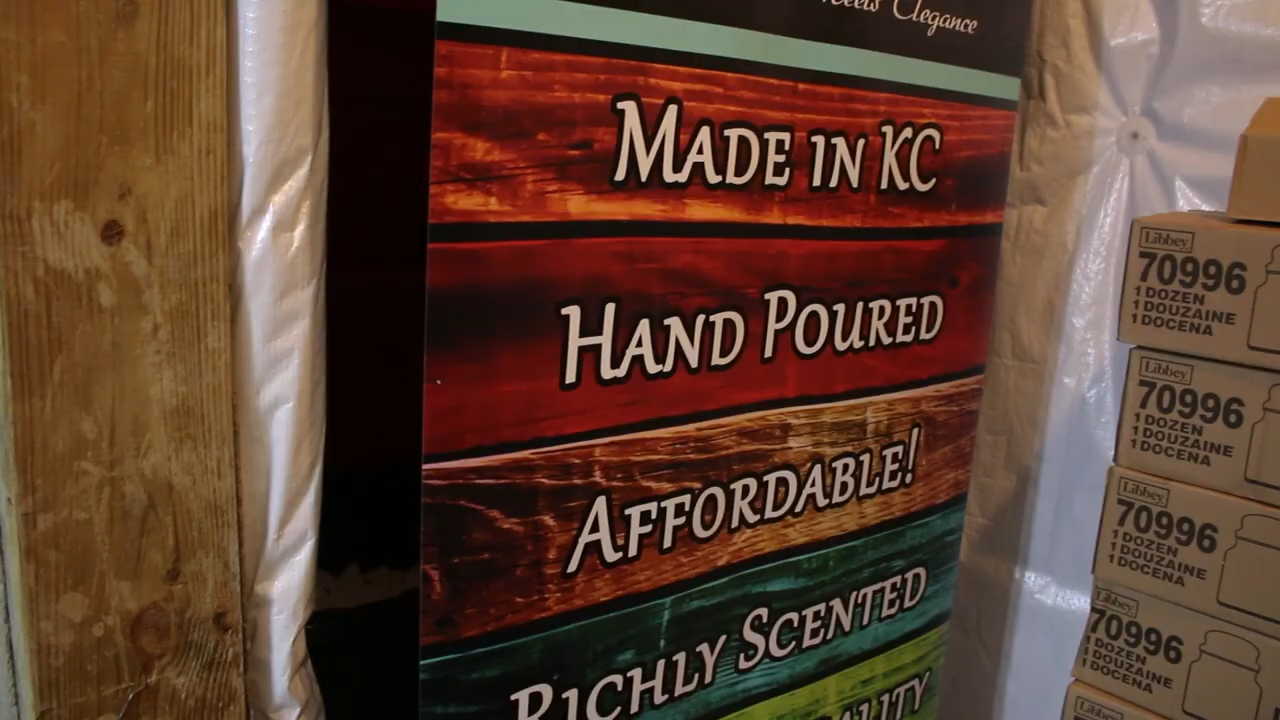 Elegance
MADE IN KC
HAND POURED
AFFORDABLE!
RICHLY SCENTED
Libbey
70996
1 DOZEN
1 DOUZAINE
1 DOCENA
Libbey
70996
1 DOZEN
1 DOUZAINE
1 DOCENA
Libbey
70996
1 DOZEN
1 DOUZAINE
1 DOCENA
Libbey
70996
1 DOZEN
1 DOUZAINE
1 DOCENA
Libbey